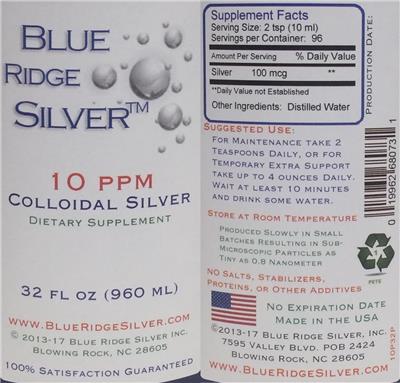 BLUE
RIDGE
SILVER™
10 PPM
COLLOIDAL SILVER
DIETARY SUPPLEMENT
32 FL OZ (960 ML)
WWW.BLUERIDGESILVER.COM
© 2013-17 BLUE RIDGE SILVER INC.
BLOWING ROCK, NC 28605
100% SATISFACTION GUARANTEED
Supplement Facts
Serving Size: 2 tsp (10 ml)
Servings per Container: 96
Amount Per Serving % Daily Value
Silver 100 mcg **
**Daily Value not Established
Other Ingredients: Distilled Water
PRODUCTION DATE:
SUGGESTED USE:
FOR MAINTENANCE TAKE 2
TEASPOONS DAILY, OR FOR
TEMPORARY EXTRA SUPPORT
TAKE UP TO 4 OUNCES DAILY.
WAIT AT LEAST 10 MINUTES
AND DRINK SOME WATER.
STORE AT ROOM TEMPERATURE
PRODUCED SLOWLY IN SMALL
BATCHES RESULTING IN SUB-
MICROSCOPIC PARTICLES AS
TINY AS 0.8 NANOMETER
NO SALTS, STABILIZERS,
PROTEINS, OR OTHER ADDITIVES
0 19962 68077 1
1
PETE
NO EXPIRATION DATE
MADE IN THE USA
©2013-17 BLUE RIDGE SILVER, INC.
7595 VALLEY BLVD. POB 2424
BLOWING ROCK, NC 28605
WWW.BLUERIDGESILVER.COM
10P32P